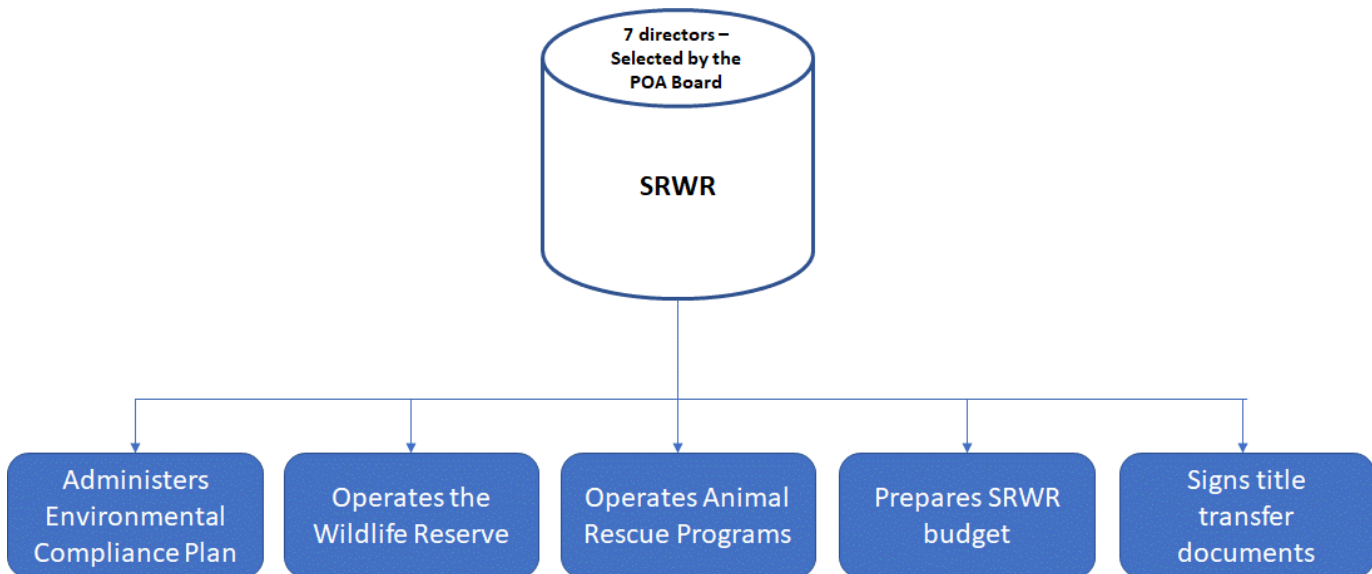 7 directors –
Selected by the
POA Board
SRWR
Administers
Environmental
Compliance Plan
Operates the
Wildlife Reserve
Operates Animal
Rescue Programs
Prepares SRWR
budget
Signs title
transfer
documents